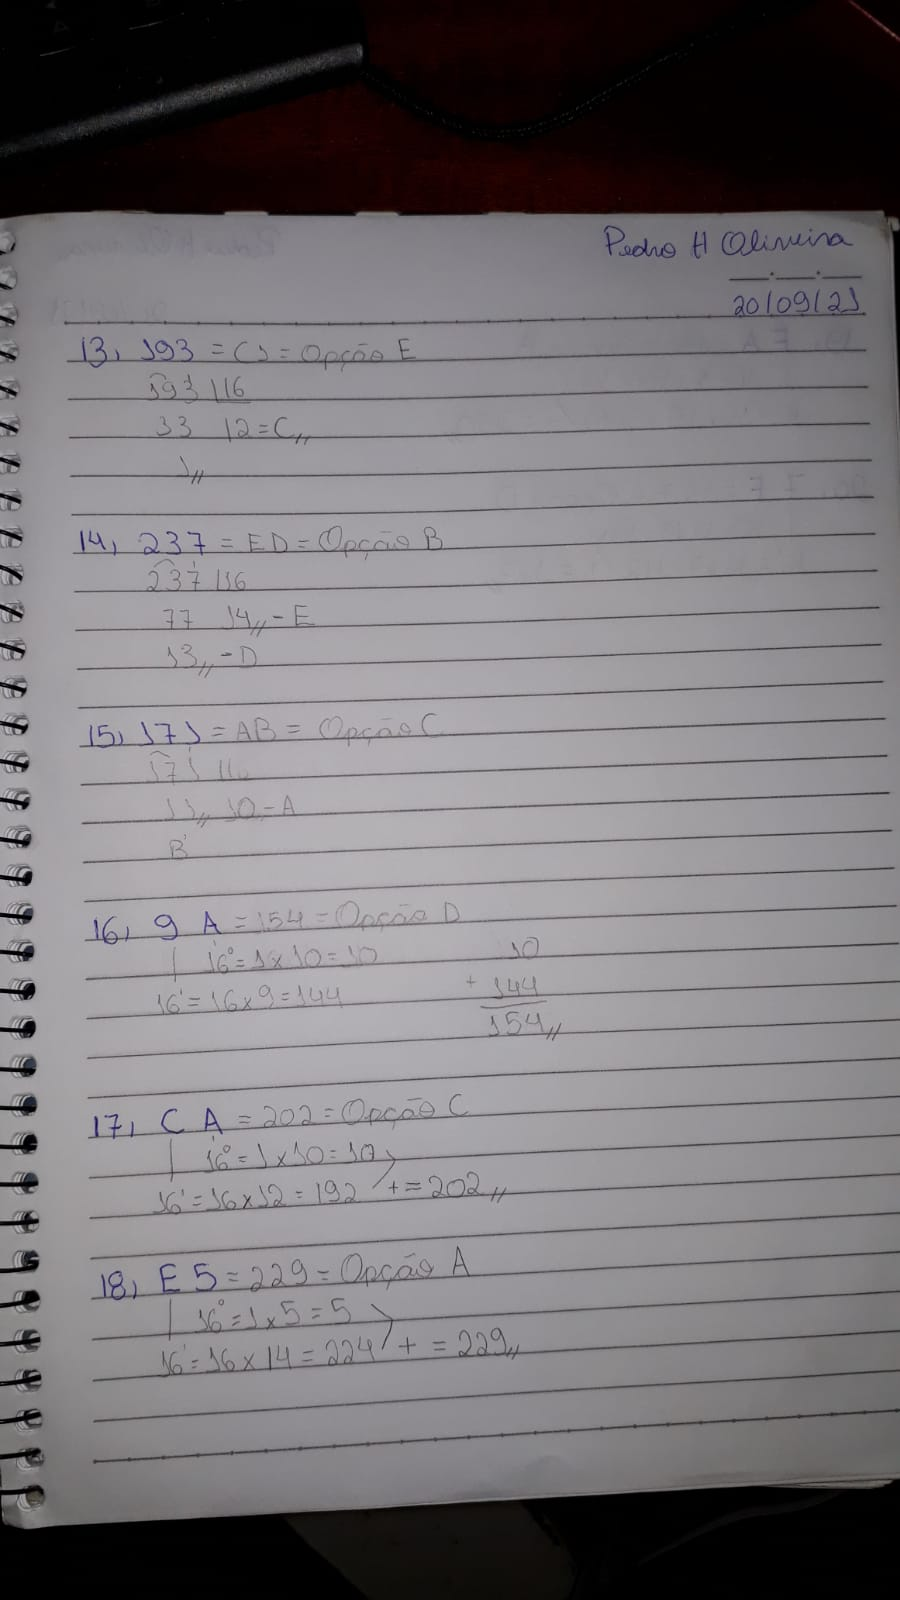 Pedro H Oliveira
20/09/21
13, 193 = C1 = Opção E
193 |16
33 12=C,,
1,,
14, 237 = ED = Opção B
237 |16
77 14,,-E
13,,-D
15, 171 = AB = Opção C
171 |16
11,, 10-A
B
16, 9 A = 154 = Opção D
| 16⁰=1×10=10 10
16¹=16×9=144 + 144
154,,
17, C A = 202 = Opção C
| 16⁰=1×10=10
16¹=16×12=192 + = 202,,
18, E 5 = 229 = Opção A
| 16⁰=1×5=5
16¹=16×14=224 + = 229,,